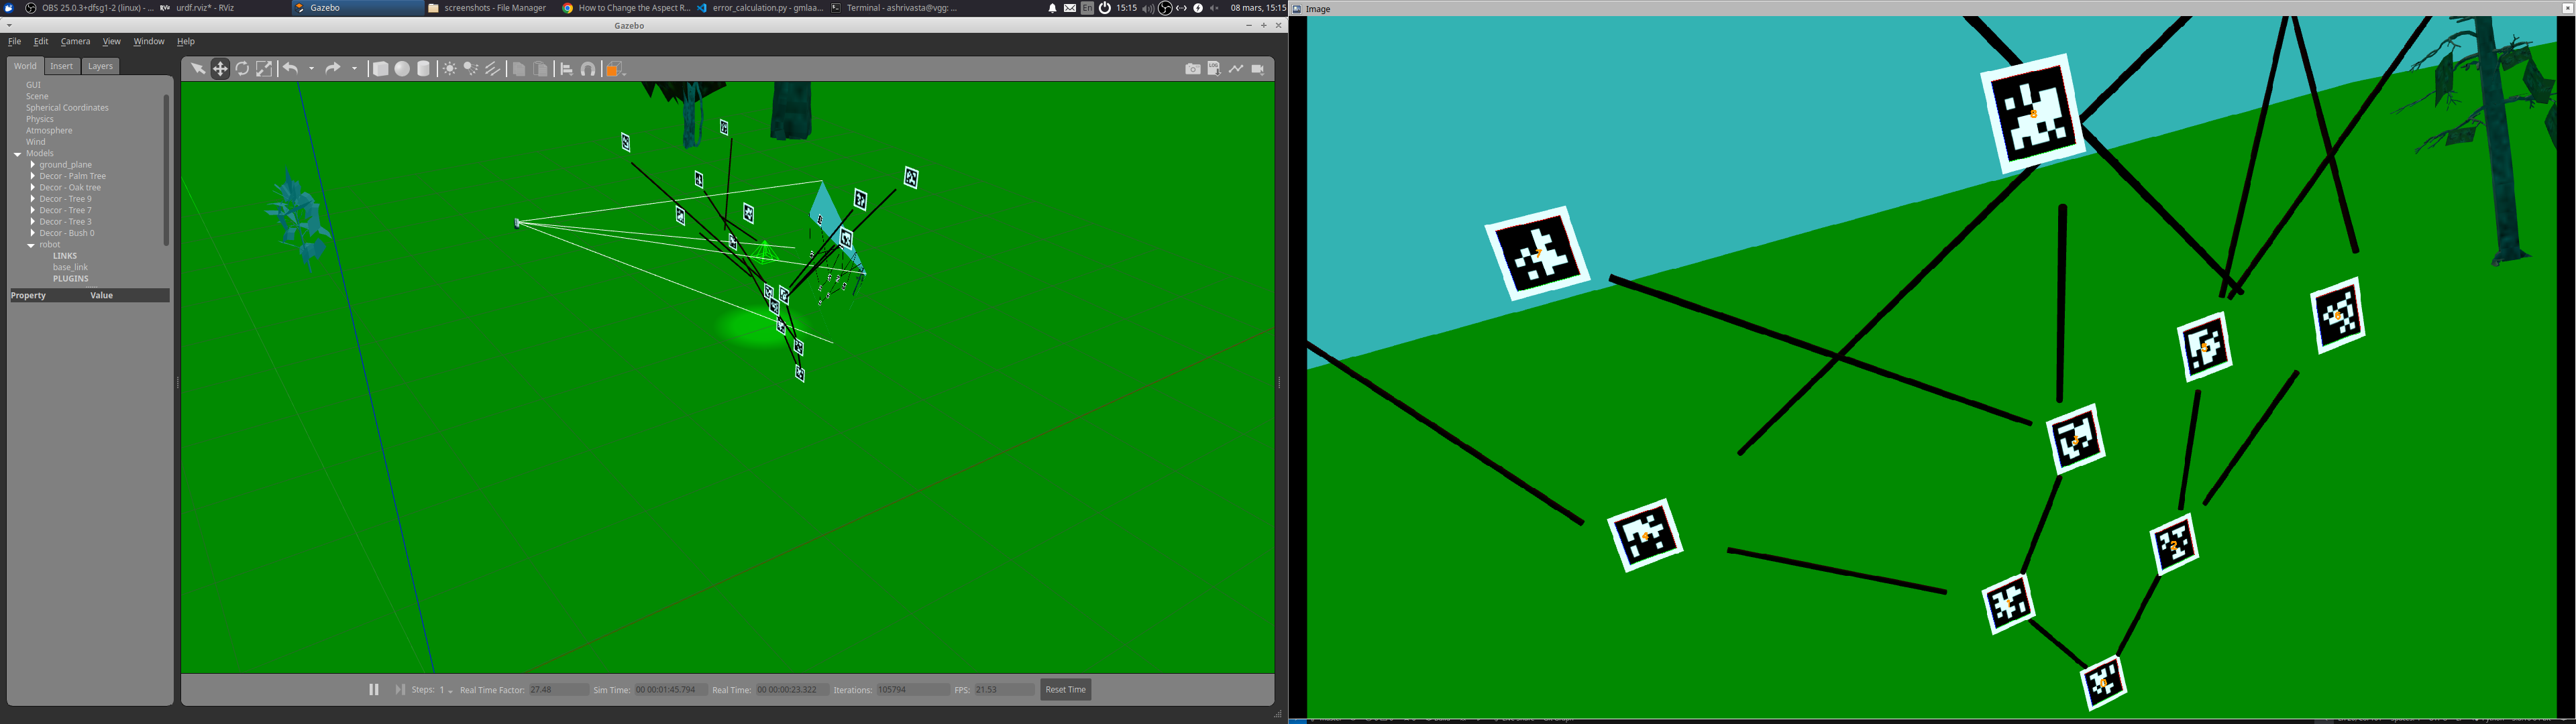 OBS 25.0.3+dfsg1-2 (linux) - ...
urdf.rviz* - RViz
Gazebo
screenshots - File Manager
How to Change the Aspect R...
error_calculation.py - gmlaa...
Terminal - ashrivasta@vgg: ...
En
15:15
08 mars, 15:15
Image
Gazebo
File Edit Camera View Window Help
World Insert Layers
GUI
Scene
Spherical Coordinates
Physics
Atmosphere
Wind
Models
ground_plane
Decor - Palm Tree
Decor - Oak tree
Decor - Tree 9
Decor - Tree 7
Decor - Tree 3
Decor - Bush 0
robot
LINKS
base_link
PLUGINS
Property Value
Steps: 1 Real Time Factor: 27.48 Sim Time: 00 00:01:45.794 Real Time: 00 00:00:23.322 Iterations: 105794 FPS: 21.53 Reset Time